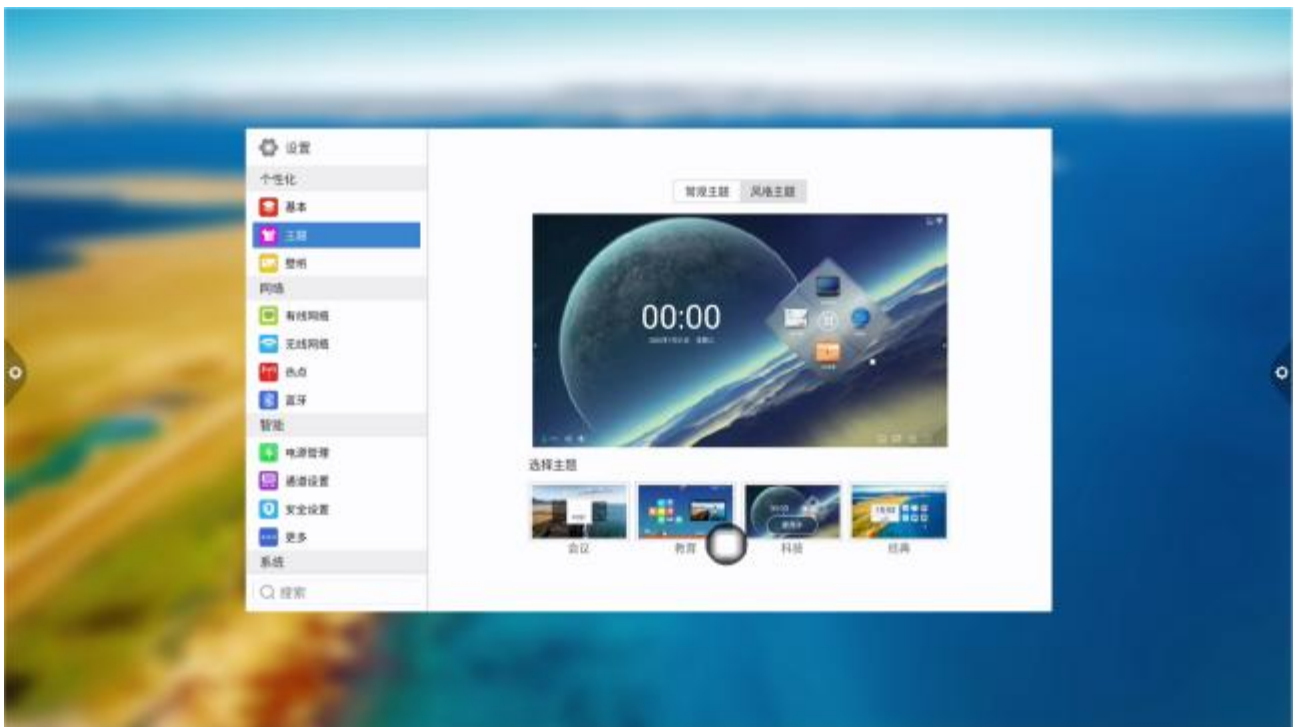 设置
个性化
基本
主题
壁纸
网络
有线网络
无线网络
热点
蓝牙
智能
电源管理
通道设置
安全设置
更多
系统
搜索
常规主题 风格主题
00:00
选择主题
会议 教育 科技 经典